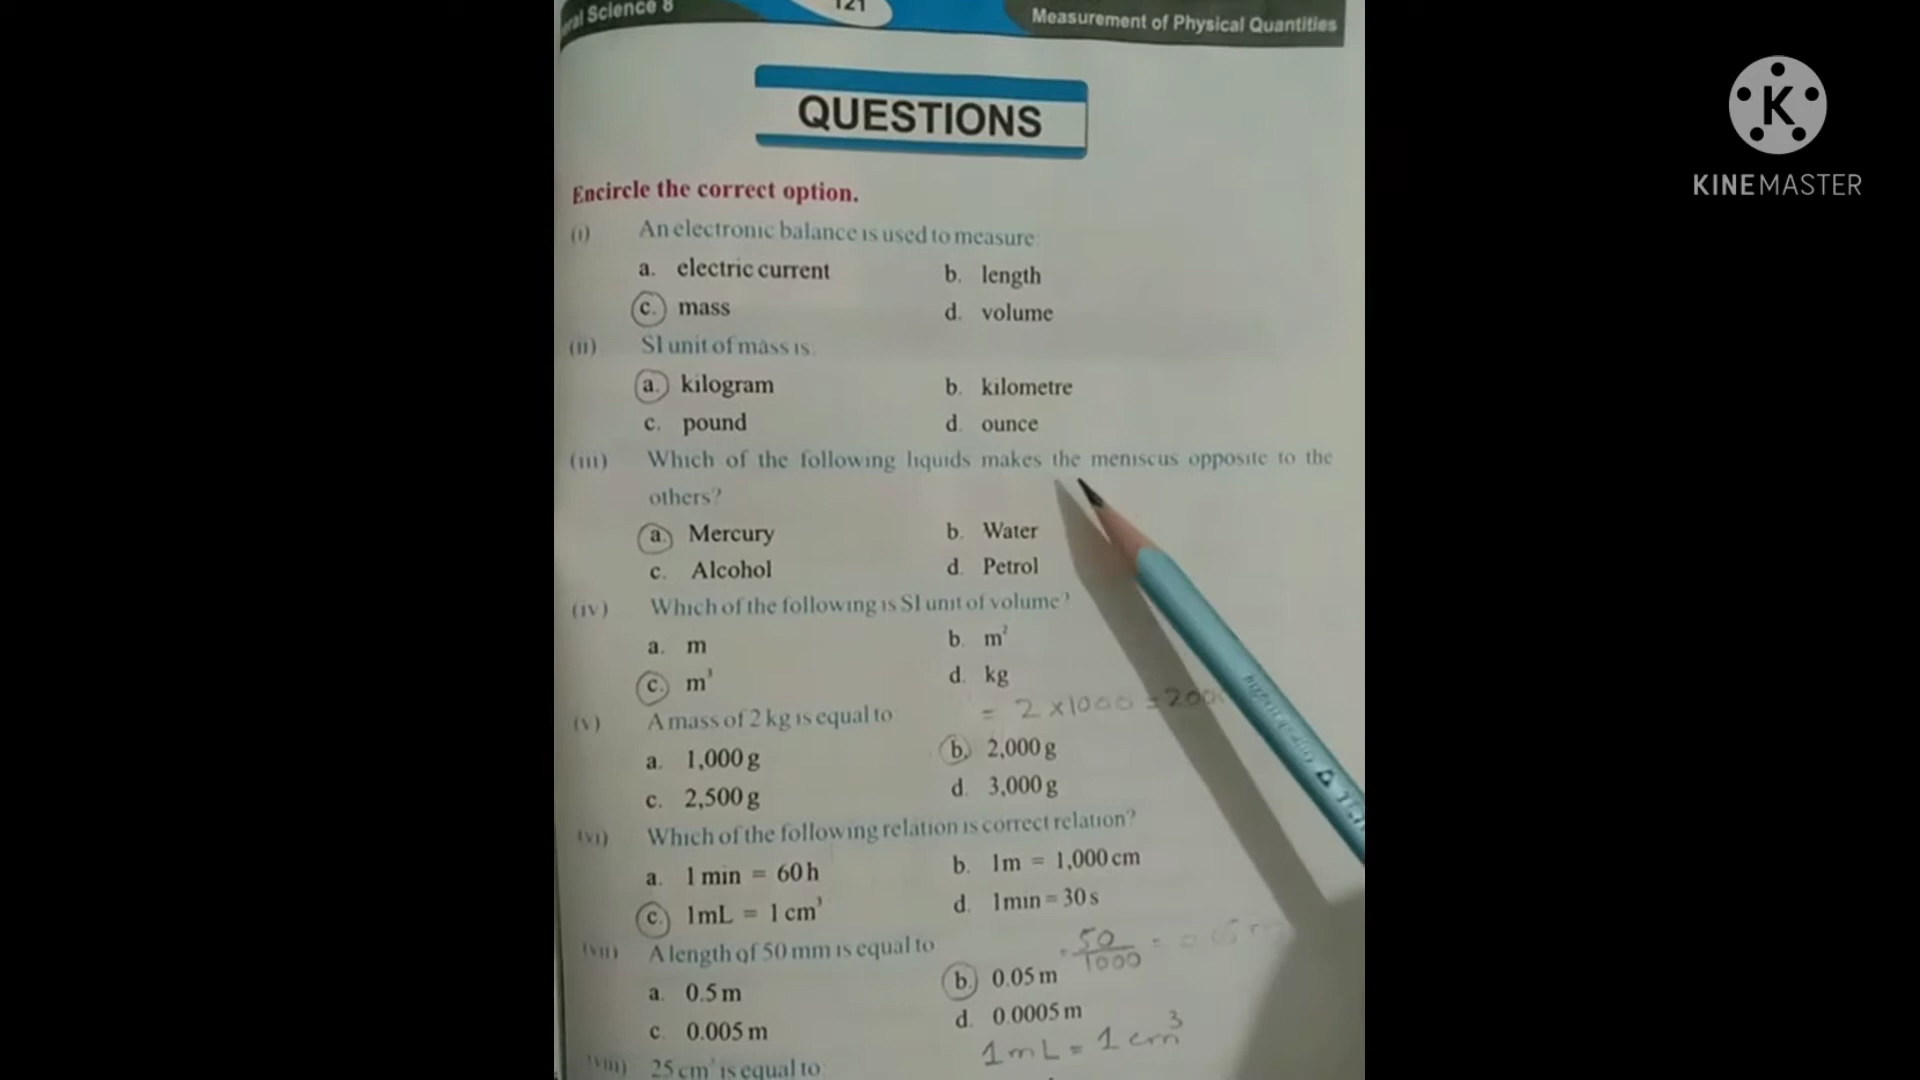 ral Science 8
121
Measurement of Physical Quantities
KINEMASTER
QUESTIONS
Encircle the correct option.
(i) An electronic balance is used to measure:
a. electric current b. length
c. mass d. volume
(ii) SI unit of mass is:
a. kilogram b. kilometre
c. pound d. ounce
(iii) Which of the following liquids makes the meniscus opposite to the
others?
a. Mercury b. Water
c. Alcohol d. Petrol
(iv) Which of the following is SI unit of volume?
a. m b. m²
c. m³ d. kg
= 2 x 1000 = 200
(v) A mass of 2 kg is equal to
a. 1,000 g b. 2,000 g
c. 2,500 g d. 3,000 g
(vi) Which of the following relation is correct relation?
a. 1 min = 60 h b. 1m = 1,000 cm
c. 1mL = 1 cm³ d. 1min = 30 s
(vii) A length of 50 mm is equal to
50/1000 =
a. 0.5 m b. 0.05 m
c. 0.005 m d. 0.0005 m
1 mL = 1 cm³
(viii) 25 cm³ is equal to: